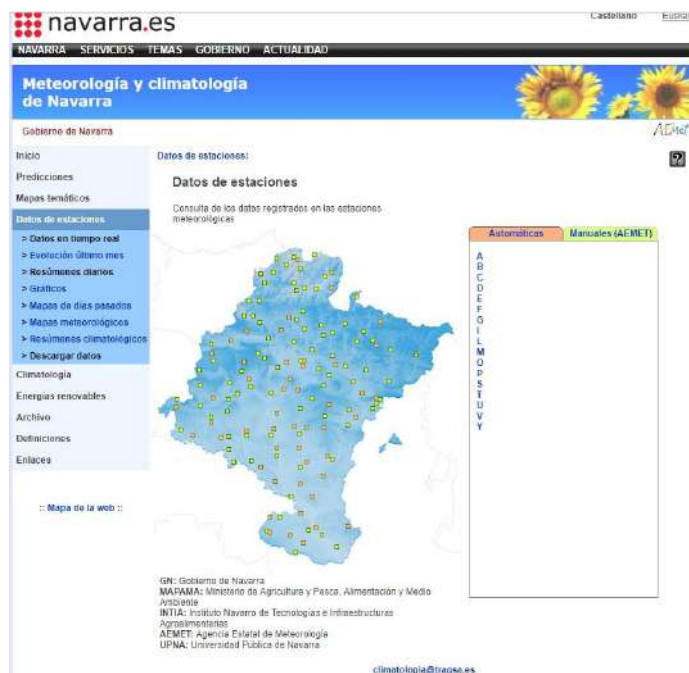 navarra.es
Castellano Euska
NAVARRA SERVICIOS TEMAS GOBIERNO ACTUALIDAD
Meteorología y climatología
de Navarra
Gobierno de Navarra
AEmet
Inicio
Predicciones
Mapas temáticos
Datos de estaciones
> Datos en tiempo real
> Evolución último mes
> Resúmenes diarios
> Gráficos
> Mapas de días pasados
> Mapas meteorológicos
> Resúmenes climatológicos
> Descargar datos
Climatología
Energías renovables
Archivo
Definiciones
Enlaces
:: Mapa de la web ::
Datos de estaciones:
Datos de estaciones
Consulta de los datos registrados en las estaciones
meteorológicas
Automáticas Manuales (AEMET)
A
B
C
D
E
F
G
I
L
M
O
P
S
T
U
V
Y
GN: Gobierno de Navarra
MAPAMA: Ministerio de Agricultura y Pesca, Alimentación y Medio
Ambiente
INTIA: Instituto Navarro de Tecnologías e Infraestructuras
Agroalimentarias
AEMET: Agencia Estatal de Meteorología
UPNA: Universidad Pública de Navarra
climatologia@tragsa.es